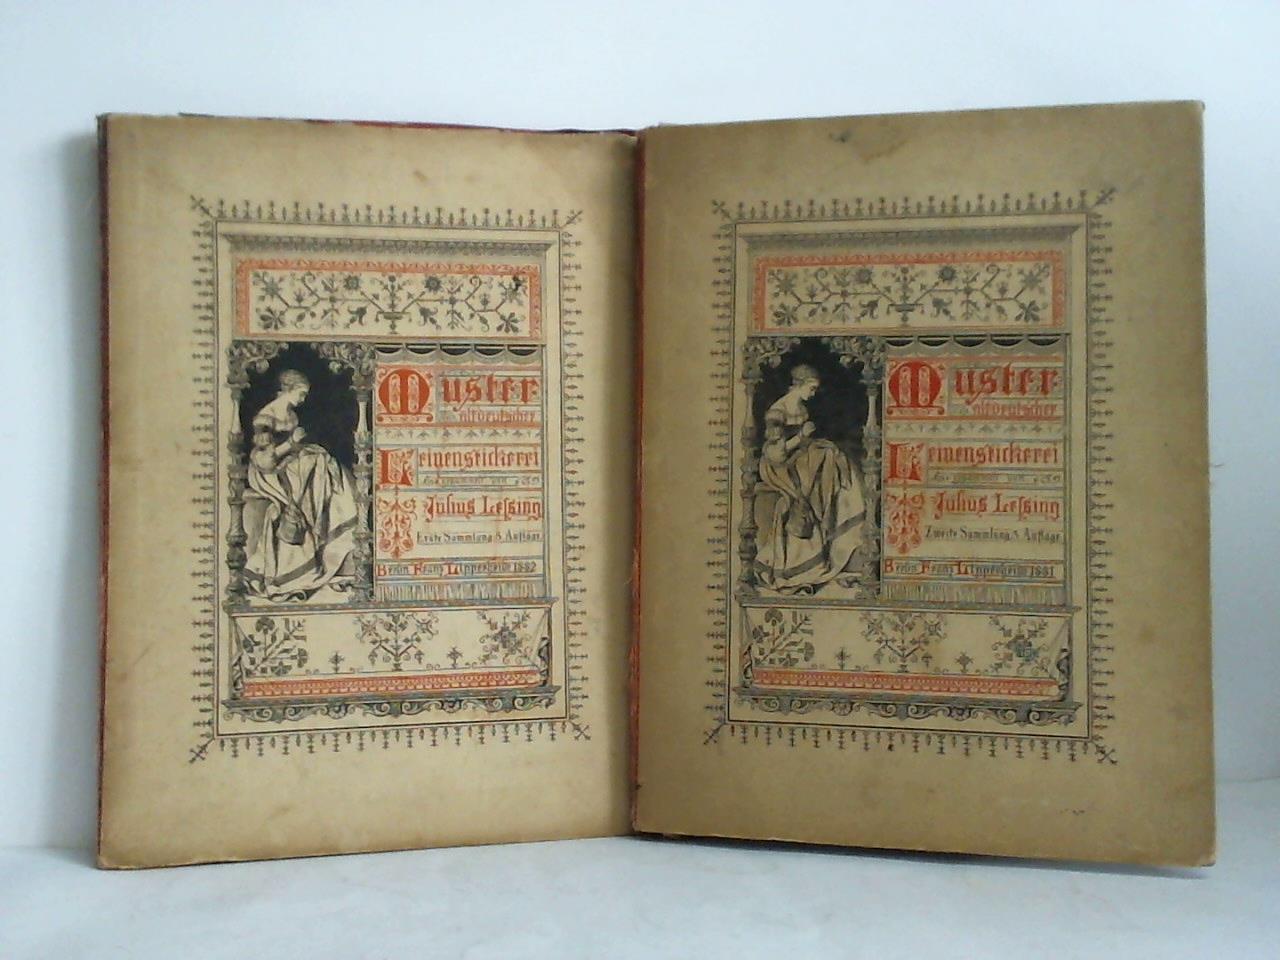 Muster
altdeutscher
Leinenstickerei
Julius Lessing
Erste Sammlung. 8. Auflage.
Berlin Franz Lipperheide 1882
Muster
altdeutscher
Leinenstickerei
Julius Lessing
Zweite Sammlung. 5. Auflage.
Berlin Franz Lipperheide 1881